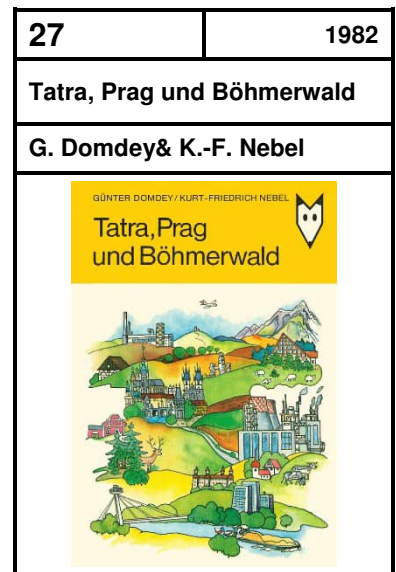 27 1982
Tatra, Prag und Böhmerwald
G. Domdey& K.-F. Nebel
GÜNTER DOMDEY/KURT-FRIEDRICH NEBEL
Tatra,Prag
und Böhmerwald